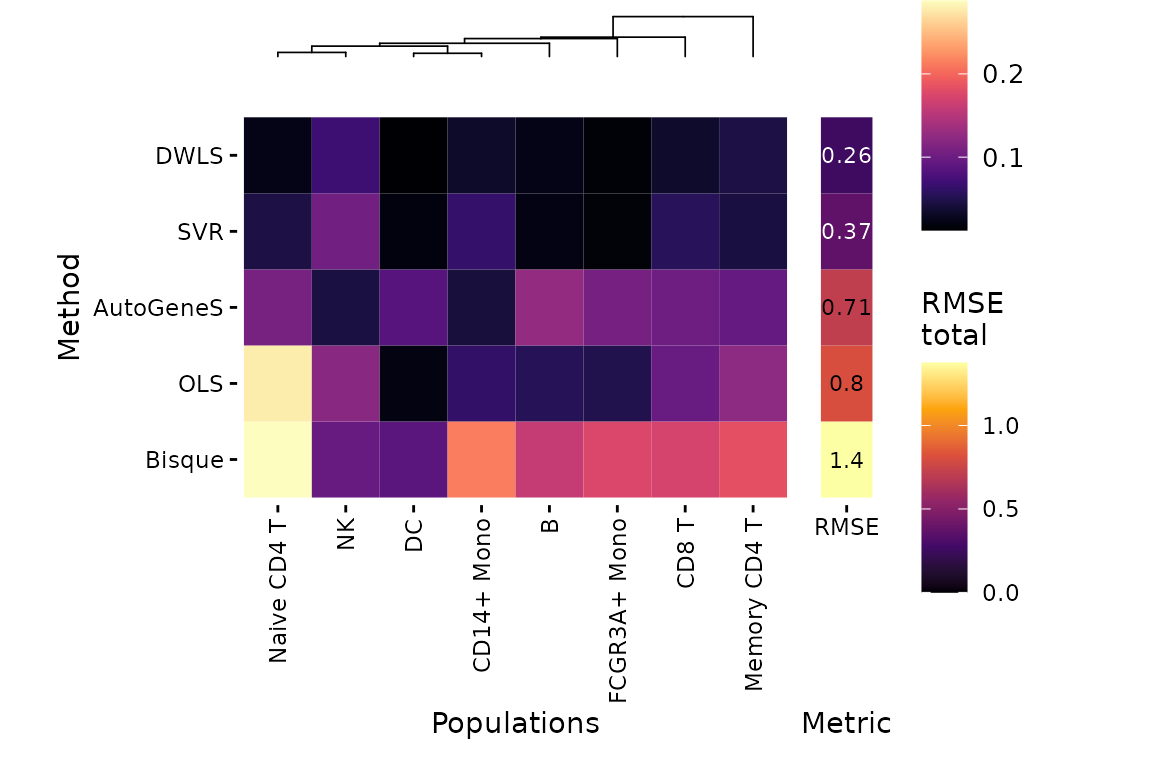 0.2
0.1
DWLS
0.26
SVR
0.37
AutoGeneS
0.71
OLS
0.8
Bisque
1.4
Method
Naive CD4 T
NK
DC
CD14+ Mono
B
FCGR3A+ Mono
CD8 T
Memory CD4 T
RMSE
Populations
Metric
RMSE
total
1.0
0.5
0.0